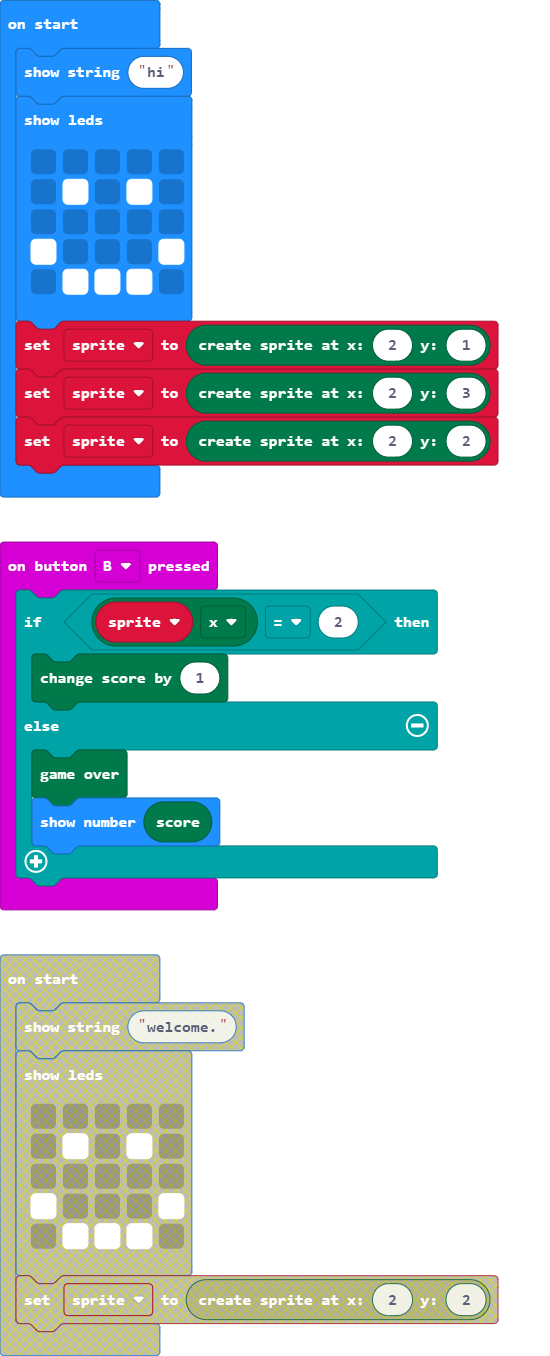 on start
show string "hi"
show leds
set sprite to create sprite at x: 2 y: 1
set sprite to create sprite at x: 2 y: 3
set sprite to create sprite at x: 2 y: 2
on button B pressed
if sprite x = 2 then
change score by 1
else
game over
show number score
on start
show string "welcome."
show leds
set sprite to create sprite at x: 2 y: 2